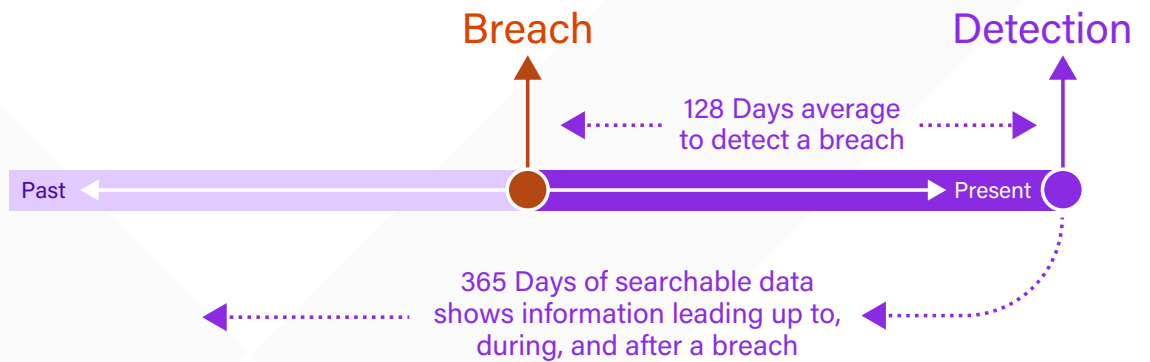 Breach
Detection
128 Days average
to detect a breach
Past
Present
365 Days of searchable data
shows information leading up to,
during, and after a breach